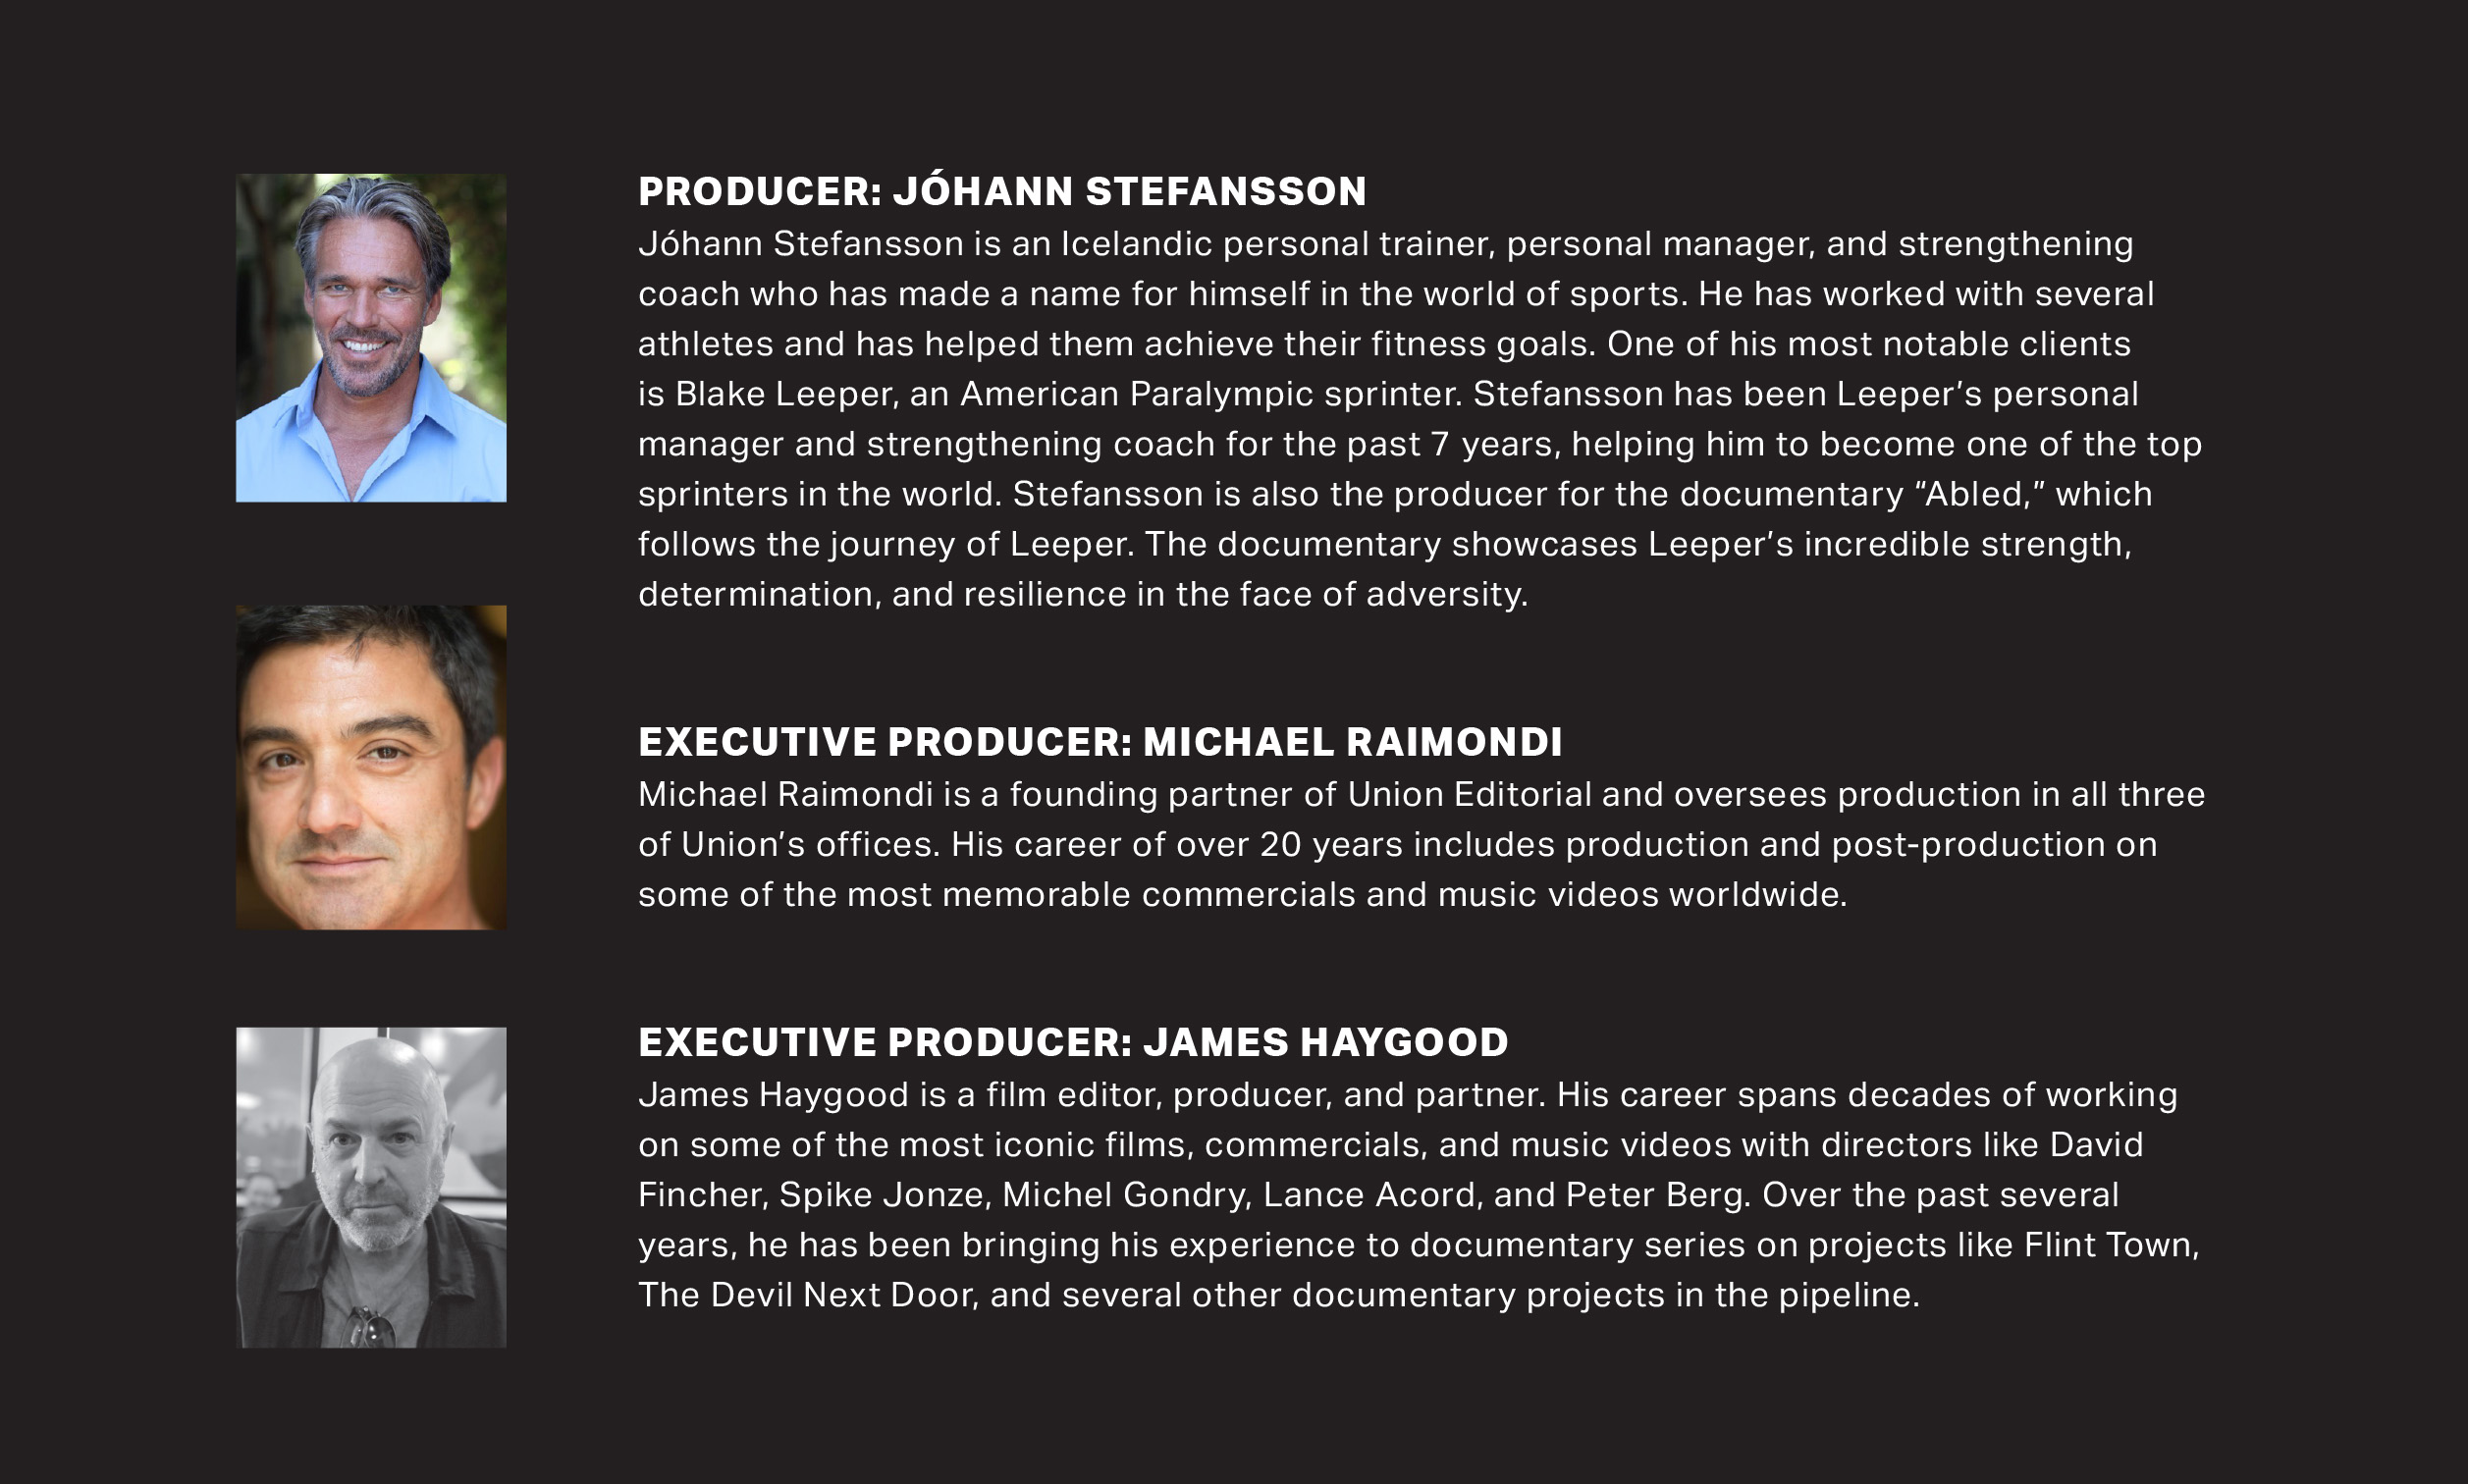 PRODUCER: JÓHANN STEFANSSON
Jóhann Stefansson is an Icelandic personal trainer, personal manager, and strengthening
coach who has made a name for himself in the world of sports. He has worked with several
athletes and has helped them achieve their fitness goals. One of his most notable clients
is Blake Leeper, an American Paralympic sprinter. Stefansson has been Leeper’s personal
manager and strengthening coach for the past 7 years, helping him to become one of the top
sprinters in the world. Stefansson is also the producer for the documentary “Abled,” which
follows the journey of Leeper. The documentary showcases Leeper’s incredible strength,
determination, and resilience in the face of adversity.
EXECUTIVE PRODUCER: MICHAEL RAIMONDI
Michael Raimondi is a founding partner of Union Editorial and oversees production in all three
of Union’s offices. His career of over 20 years includes production and post-production on
some of the most memorable commercials and music videos worldwide.
EXECUTIVE PRODUCER: JAMES HAYGOOD
James Haygood is a film editor, producer, and partner. His career spans decades of working
on some of the most iconic films, commercials, and music videos with directors like David
Fincher, Spike Jonze, Michel Gondry, Lance Acord, and Peter Berg. Over the past several
years, he has been bringing his experience to documentary series on projects like Flint Town,
The Devil Next Door, and several other documentary projects in the pipeline.